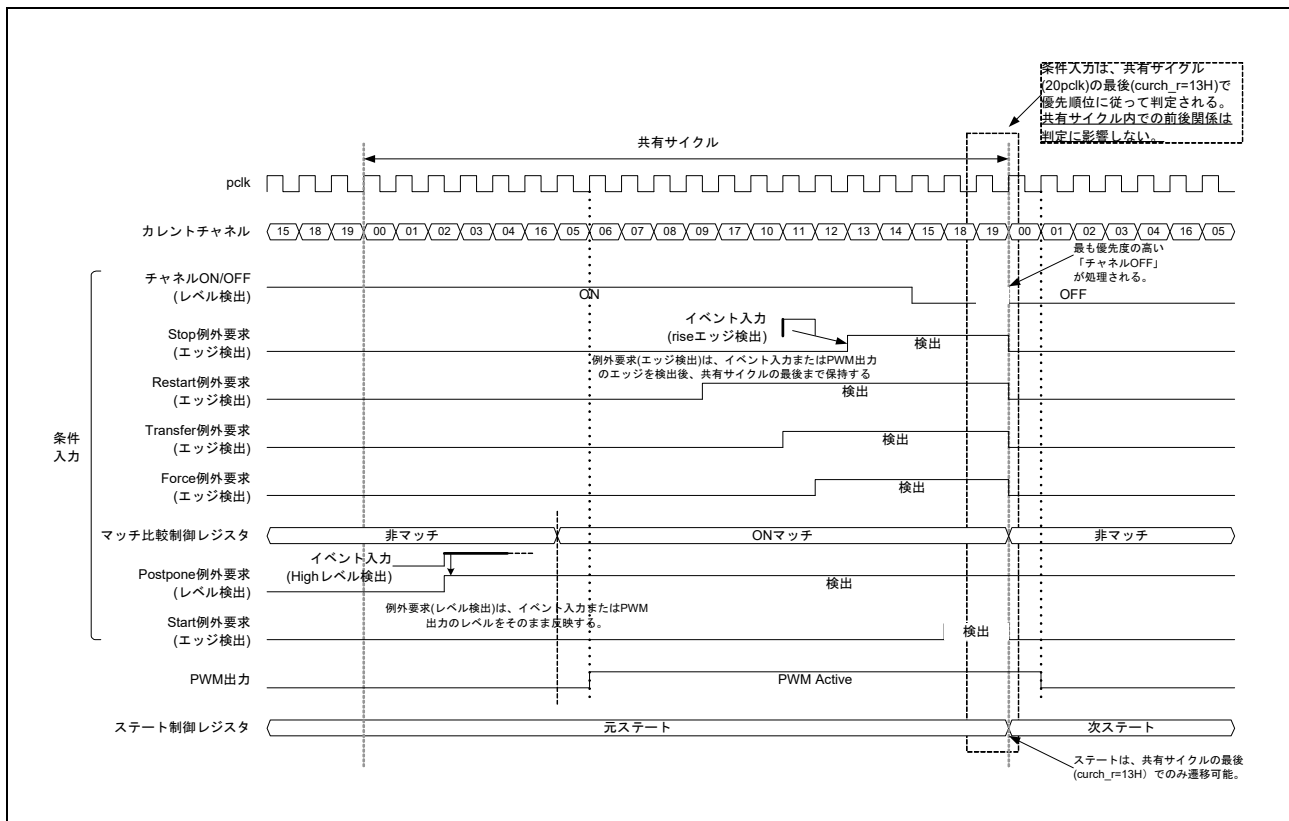 条件入力は、共有サイクル
(20pclk)の最後(curch_r=13H)で
優先順位に従って判定される。
共有サイクル内での前後関係は
判定に影響しない。
共有サイクル
pclk
カレントチャネル 15 18 19 00 01 02 03 04 16 05 06 07 08 09 17 10 11 12 13 14 15 18 19 00 01 02 03 04 16 05
最も優先度の高い
「チャネルOFF」
が処理される。
チャネルON/OFF
(レベル検出)
ON
OFF
イベント入力
(riseエッジ検出)
Stop例外要求
(エッジ検出)
検出
例外要求(エッジ検出)は、イベント入力またはPWM出力
のエッジを検出後、共有サイクルの最後まで保持する
Restart例外要求
(エッジ検出)
検出
条件
入力
Transfer例外要求
(エッジ検出)
検出
Force例外要求
(エッジ検出)
検出
マッチ比較制御レジスタ 非マッチ ONマッチ 非マッチ
イベント入力
(Highレベル検出)
Postpone例外要求
(レベル検出)
検出
例外要求(レベル検出)は、イベント入力またはPWM
出力のレベルをそのまま反映する。
Start例外要求
(エッジ検出)
検出
PWM出力 PWM Active
ステート制御レジスタ 元ステート 次ステート
ステートは、共有サイクルの最後
(curch_r=13H）でのみ遷移可能。